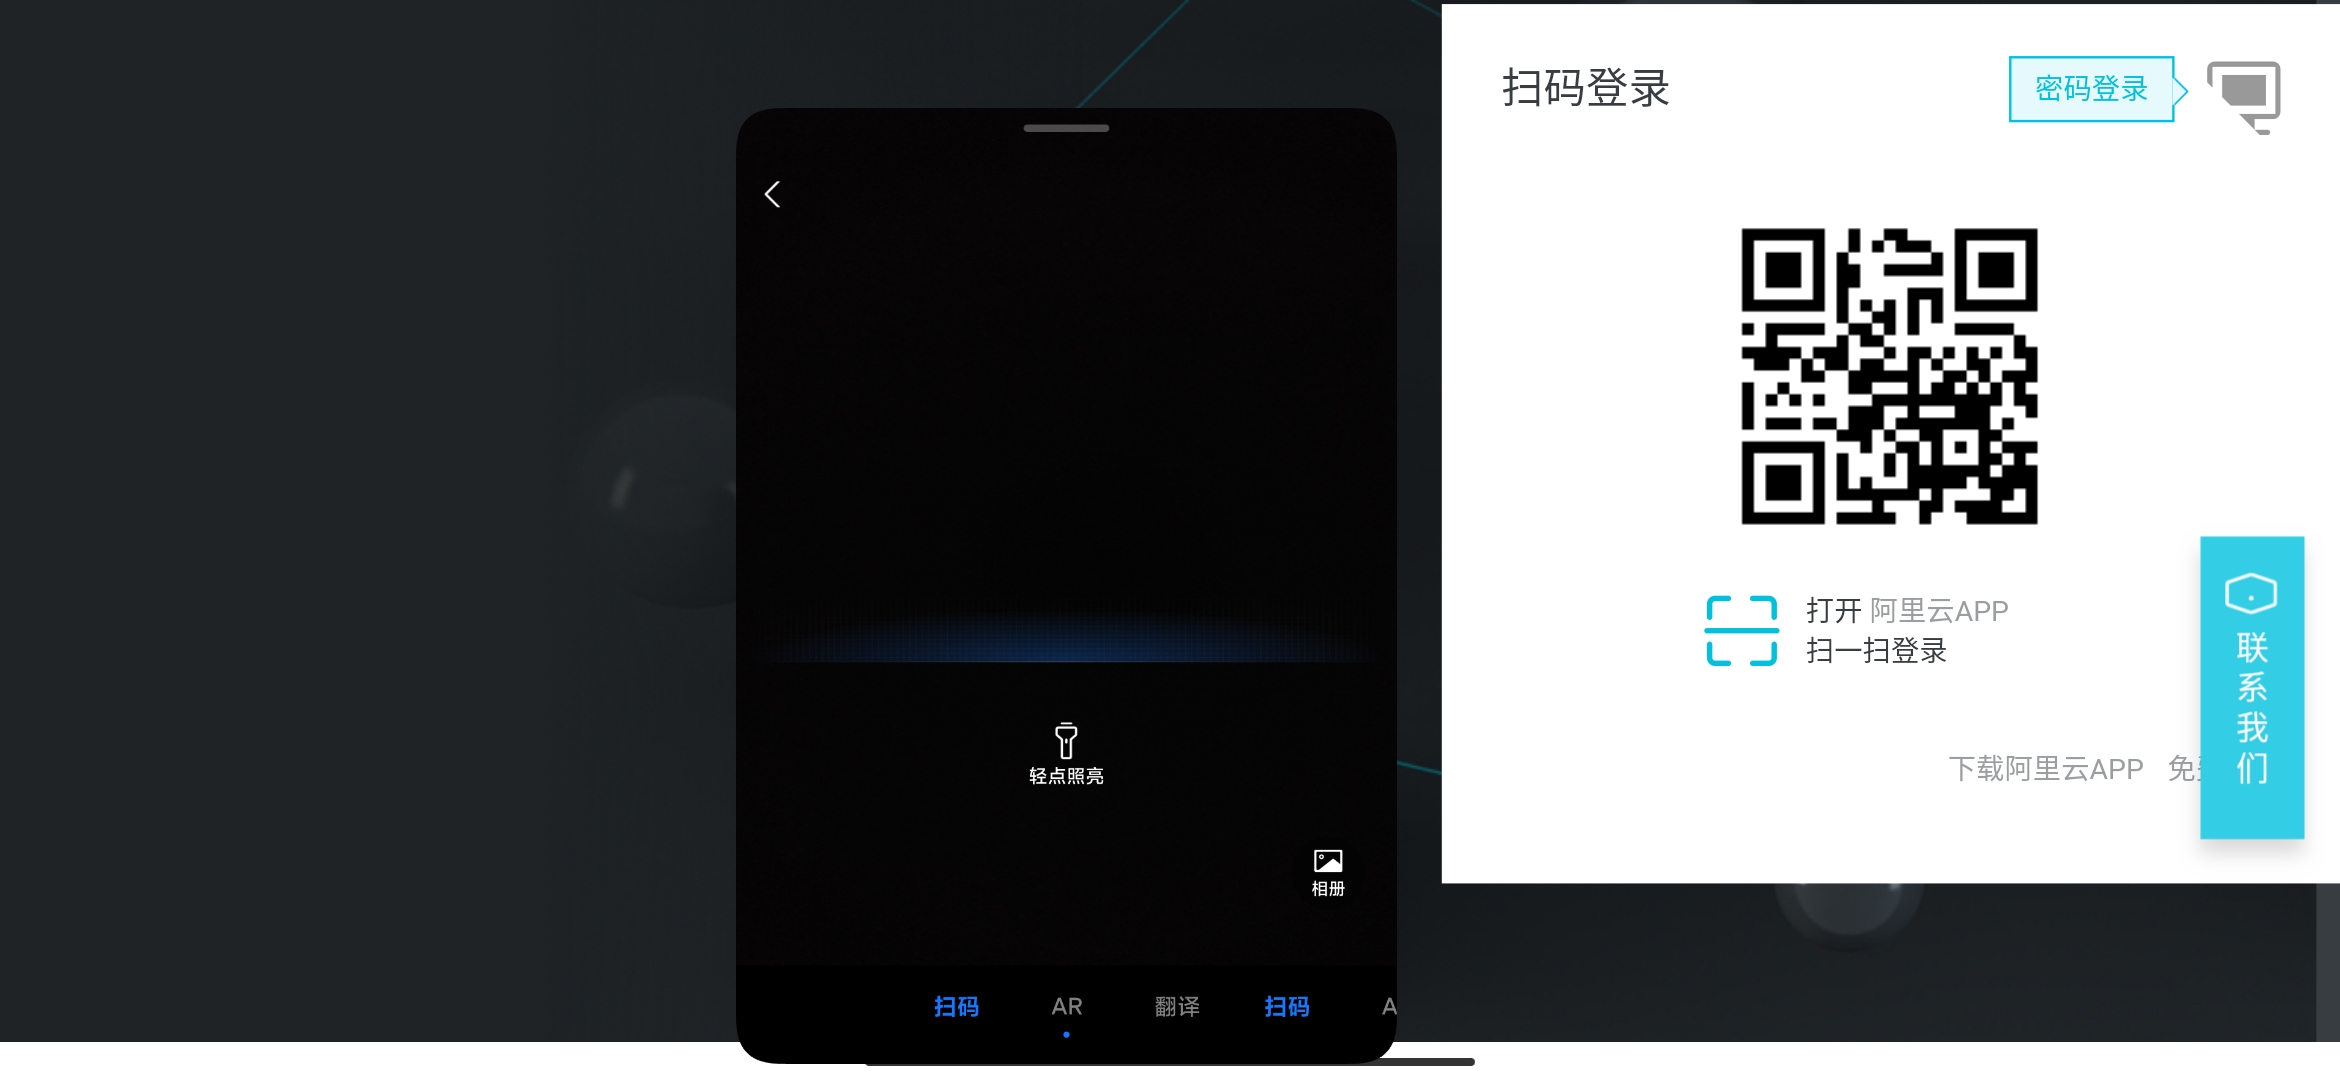 扫码登录
密码登录
打开 阿里云APP
扫一扫登录
下载阿里云APP 免
联系我们
轻点照亮
相册
扫码 AR 翻译 扫码 A